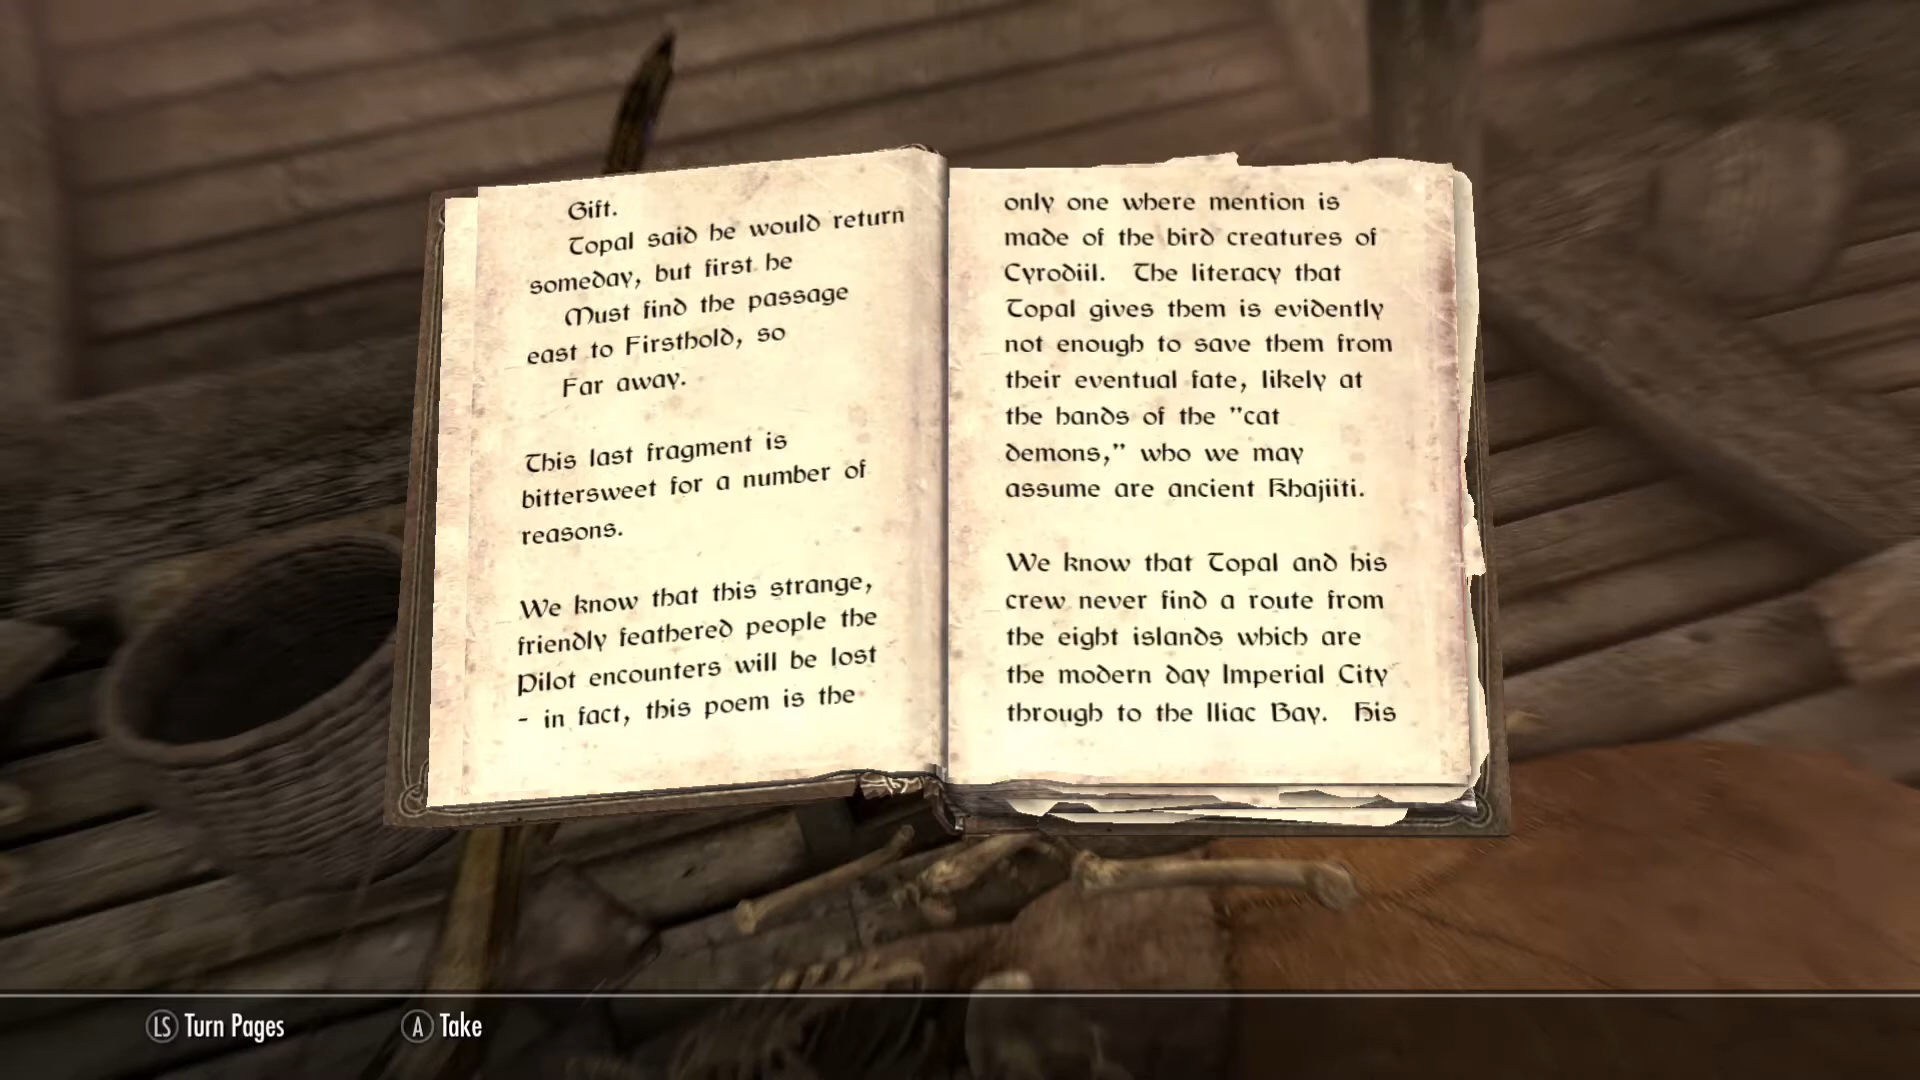 Gift.
Topal said he would return
someday, but first he
Must find the passage
east to Firsthold, so
Far away.
This last fragment is
bittersweet for a number of
reasons.
We know that this strange,
friendly feathered people the
Pilot encounters will be lost
- in fact, this poem is the
only one where mention is
made of the bird creatures of
Cyrodiil. The literacy that
Topal gives them is evidently
not enough to save them from
their eventual fate, likely at
the hands of the "cat
demons," who we may
assume are ancient Khajiiti.
We know that Topal and his
crew never find a route from
the eight islands which are
the modern day Imperial City
through to the Iliac Bay. His
LS Turn Pages
A Take